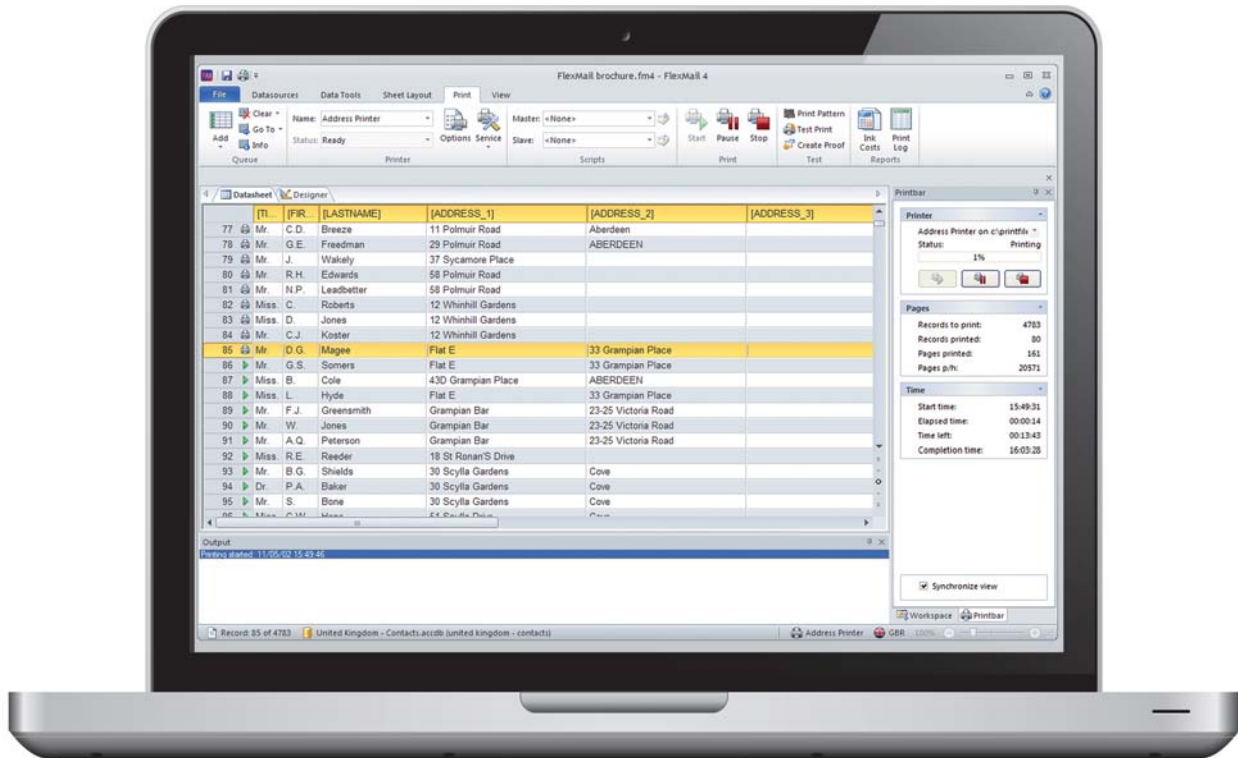 FlexMail brochure.fm4 - FlexMail 4
File Datasources Data Tools Sheet Layout Print View
Add Clear Go To Info Name: Address Printer Status: Ready Options Service Master: <None> Slave: <None> Start Pause Stop Print Pattern Test Print Create Proof Ink Costs Print Log
Queue Printer Scripts Print Test Reports
Datasheet Designer
[TI... [FIR... [LASTNAME] [ADDRESS_1] [ADDRESS_2] [ADDRESS_3]
77 Mr. C.D. Breeze 11 Polmuir Road Aberdeen
78 Mr. G.E. Freedman 29 Polmuir Road ABERDEEN
79 Mr. J. Wakely 37 Sycamore Place
80 Mr. R.H. Edwards 58 Polmuir Road
81 Mr. N.P. Leadbetter 58 Polmuir Road
82 Miss. C. Roberts 12 Whinhill Gardens
83 Miss. D. Jones 12 Whinhill Gardens
84 Mr. C.J. Koster 12 Whinhill Gardens
85 Mr. D.G. Magee Flat E 33 Grampian Place
86 Mr. G.S. Somers Flat E 33 Grampian Place
87 Miss. B. Cole 43D Grampian Place ABERDEEN
88 Miss. L. Hyde Flat E 33 Grampian Place
89 Mr. F.J. Greensmith Grampian Bar 23-25 Victoria Road
90 Mr. W. Jones Grampian Bar 23-25 Victoria Road
91 Mr. A.Q. Peterson Grampian Bar 23-25 Victoria Road
92 Miss. R.E. Reeder 18 St Ronan'S Drive
93 Mr. B.G. Shields 30 Scylla Gardens Cove
94 Dr. P.A. Baker 30 Scylla Gardens Cove
95 Mr. S. Bone 30 Scylla Gardens Cove
Output
Printing started: 11/05/02 15:49:46
Printbar
Printer
Address Printer on c:\printfile
Status: Printing
1%
Pages
Records to print: 4783
Records printed: 80
Pages printed: 161
Pages p/h: 20571
Time
Start time: 15:49:31
Elapsed time: 00:00:14
Time left: 00:13:43
Completion time: 16:03:28
Synchronize view
Workspace Printbar
Record: 85 of 4783 United Kingdom - Contacts.accdb (united kingdom - contacts) Address Printer GBR 100%